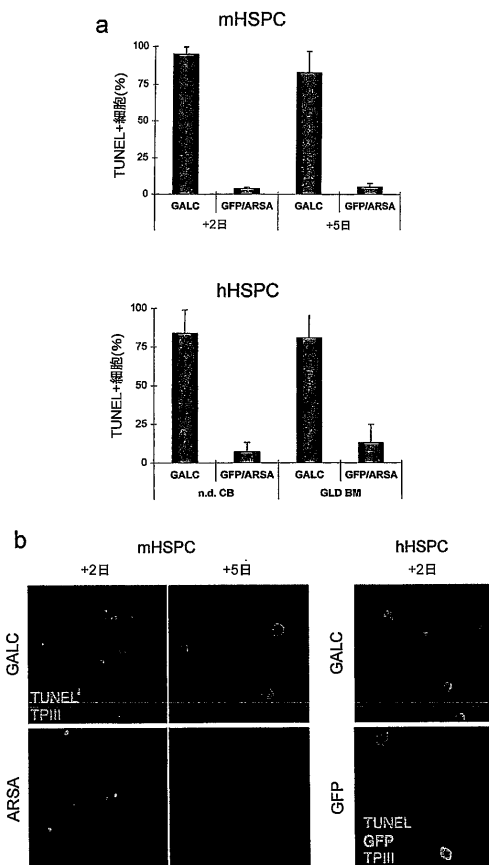 a
mHSPC
TUNEL+細胞(%)
100
75
50
25
0
GALC GFP/ARSA GALC GFP/ARSA
+2日 +5日
hHSPC
TUNEL+細胞(%)
100
75
50
25
0
GALC GFP/ARSA GALC GFP/ARSA
n.d. CB GLD BM
b
mHSPC hHSPC
+2日 +5日 +2日
GALC GALC
TUNEL
TPIII
ARSA GFP
TUNEL
GFP
TPIII